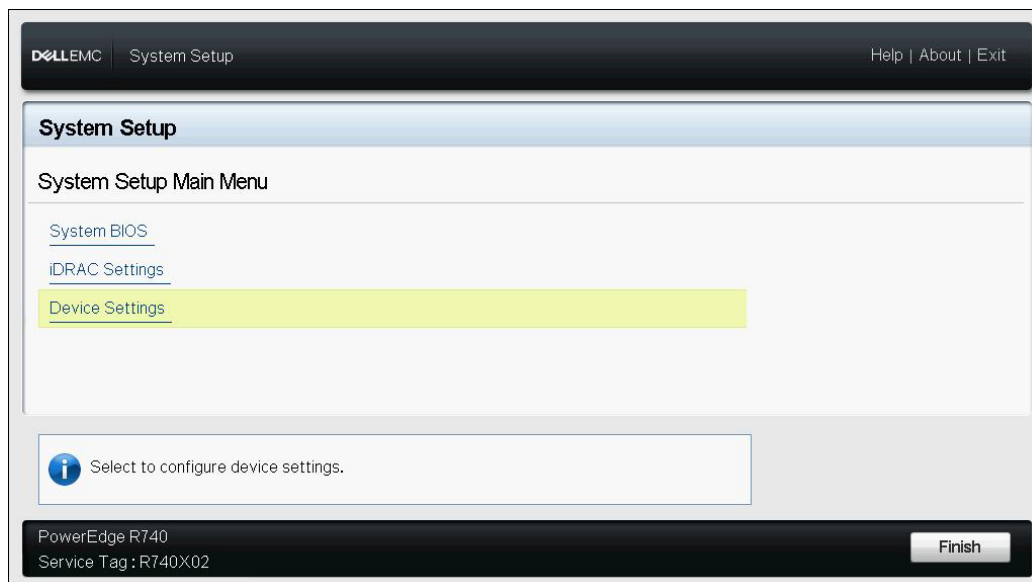 DELLEMC System Setup Help | About | Exit
System Setup
System Setup Main Menu
System BIOS
iDRAC Settings
Device Settings
Select to configure device settings.
PowerEdge R740
Service Tag : R740X02
Finish